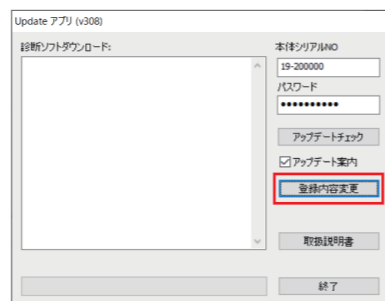 Update アプリ (v308)
診断ソフトダウンロード:
本体シリアルNO
19-200000
パスワード
●●●●●●●●●●
アップデートチェック
アップデート案内
登録内容変更
取扱説明書
終了